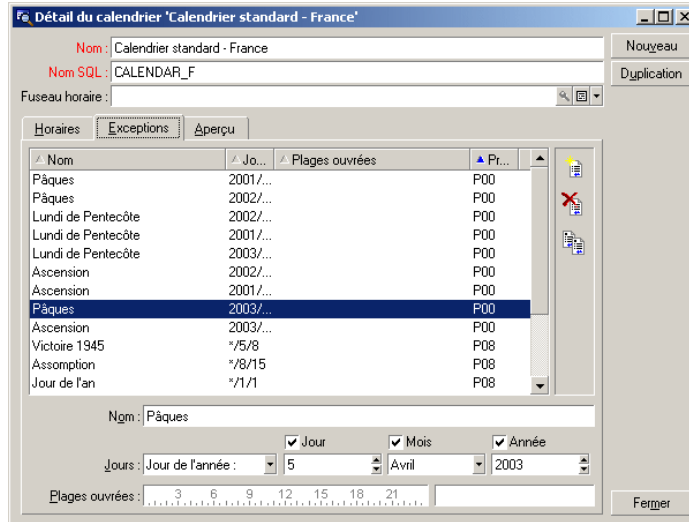 Détail du calendrier 'Calendrier standard - France'
Nom : Calendrier standard - France
Nouveau
Nom SQL : CALENDAR_F
Duplication
Fuseau horaire :
Horaires Exceptions Aperçu
Nom Jo... Plages ouvrées Pr...
Pâques 2001/... P00
Pâques 2002/... P00
Lundi de Pentecôte 2002/... P00
Lundi de Pentecôte 2001/... P00
Lundi de Pentecôte 2003/... P00
Ascension 2002/... P00
Ascension 2001/... P00
Pâques 2003/... P00
Ascension 2003/... P00
Victoire 1945 */5/8 P08
Assomption */8/15 P08
Jour de l'an */1/1 P08
Nom : Pâques
Jour Mois Année
Jours : Jour de l'année : 5 Avril 2003
Plages ouvrées : 3 6 9 12 15 18 21
Fermer